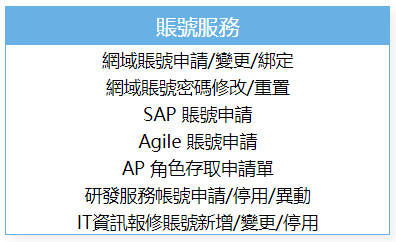 賬號服務
網域賬號申請/變更/綁定
網域賬號密碼修改/重置
SAP 賬號申請
Agile 賬號申請
AP 角色存取申請單
研發服務帳號申請/停用/異動
IT資訊報修賬號新增/變更/停用